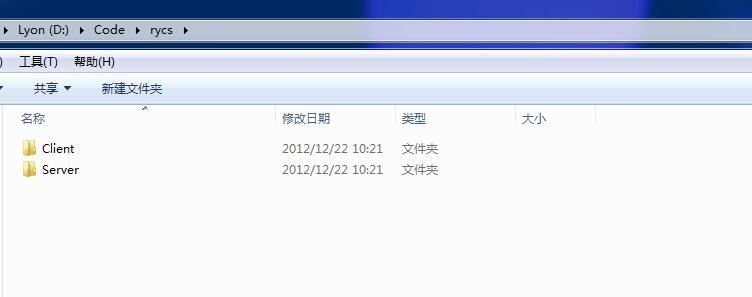 Lyon (D:) Code rycs
) 工具(T) 帮助(H)
共享 新建文件夹
名称 修改日期 类型 大小
Client 2012/12/22 10:21 文件夹
Server 2012/12/22 10:21 文件夹